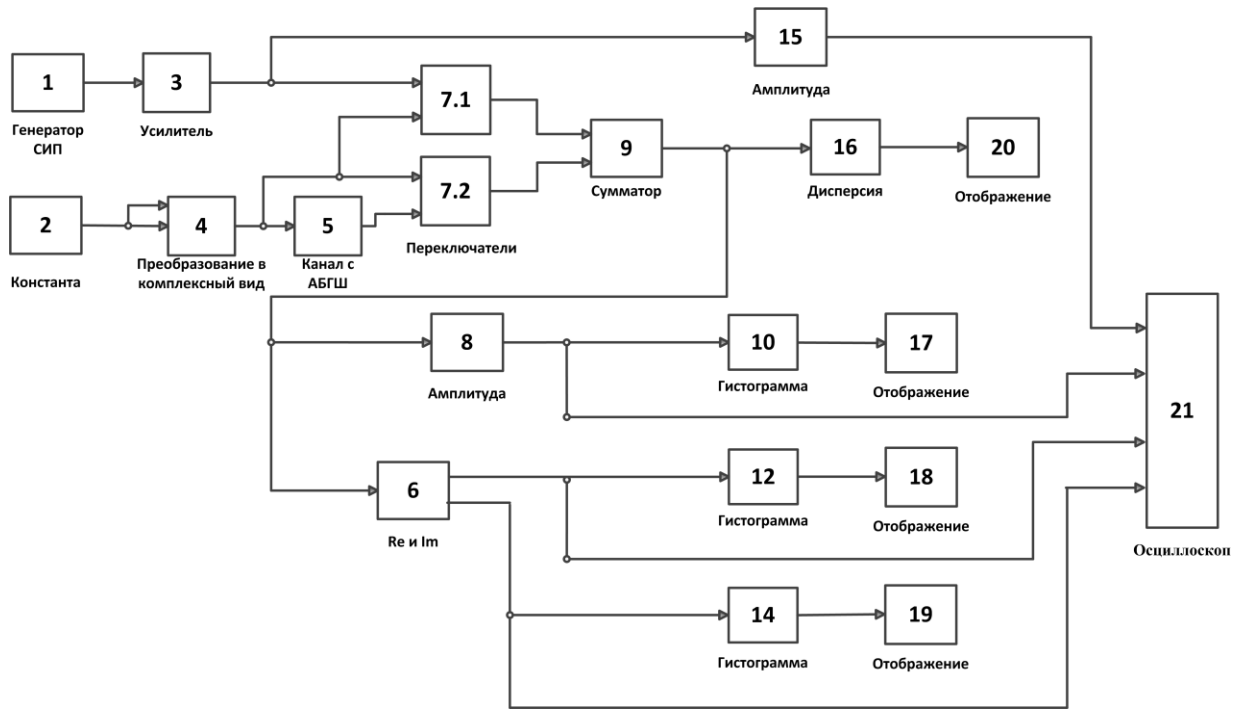 15
Амплитуда
1
Генератор
СИП
3
Усилитель
7.1
9
Сумматор
16
Дисперсия
20
Отображение
2
Константа
4
Преобразование в
комплексный вид
5
Канал с
АБГШ
7.2
Переключатели
8
Амплитуда
10
Гистограмма
17
Отображение
21
Осциллоскоп
6
Re и Im
12
Гистограмма
18
Отображение
14
Гистограмма
19
Отображение